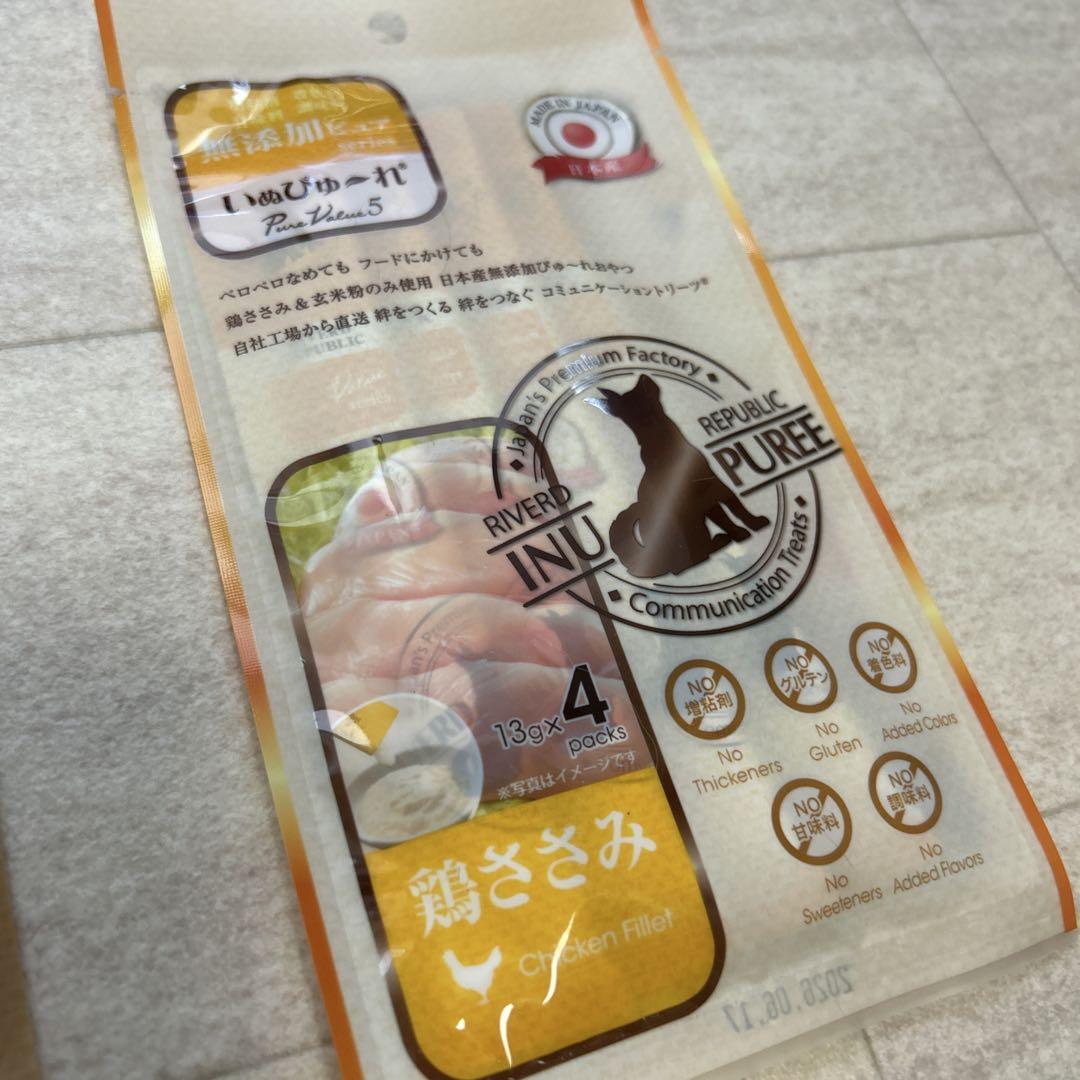 無添加ピュア
series
いぬぴゅ〜れ®
PureValue5
MADE IN JAPAN
日本産
ペロペロなめても フードにかけても
鶏ささみ&玄米粉のみ使用 日本産無添加ぴゅ〜れおやつ
自社工場から直送 絆をつくる 絆をつなぐ コミュニケーショントリーツ®
Japan's Premium Factory
RIVERD REPUBLIC
INU PUREE
Communication Treats
13g×4
packs
※写真はイメージです
鶏ささみ
Chicken Fillet
NO
増粘剤
No
Thickeners
NO
グルテン
No
Gluten
NO
着色料
No
Added Colors
NO
甘味料
No
Sweeteners
NO
調味料
No
Added Flavors
2026.06.17